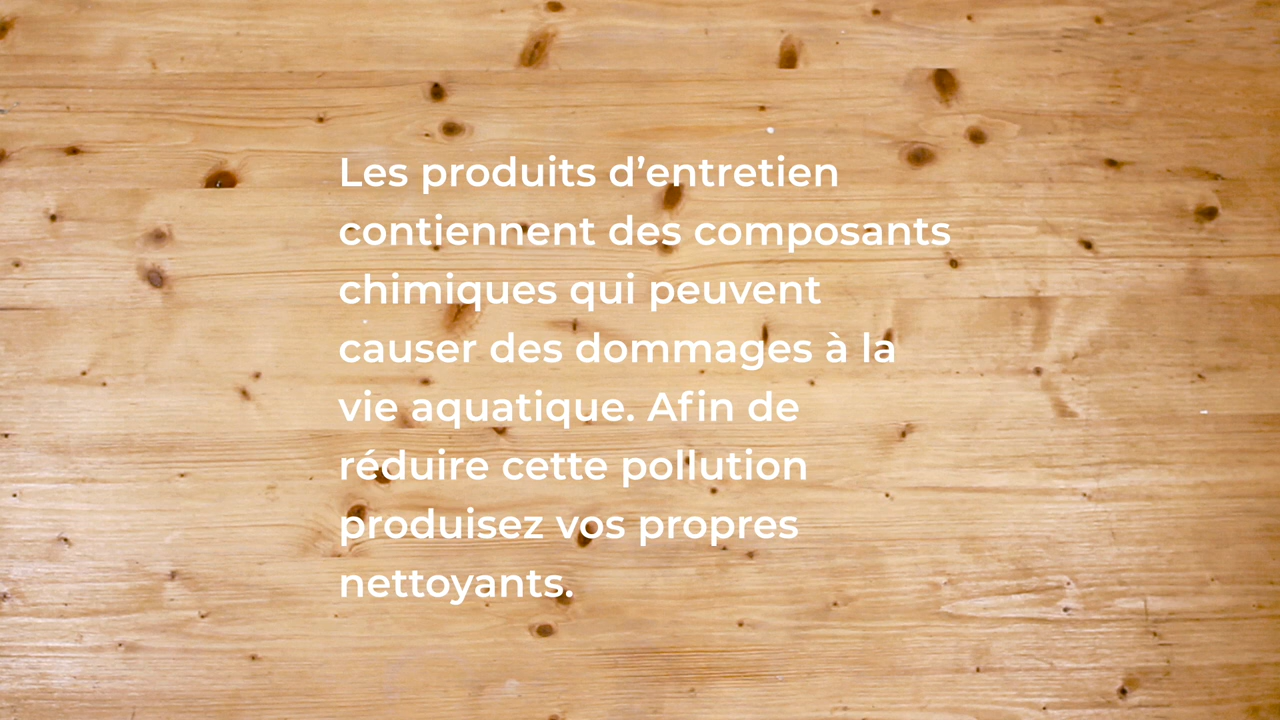 Les produits d’entretien
contiennent des composants
chimiques qui peuvent
causer des dommages à la
vie aquatique. Afin de
réduire cette pollution
produisez vos propres
nettoyants.